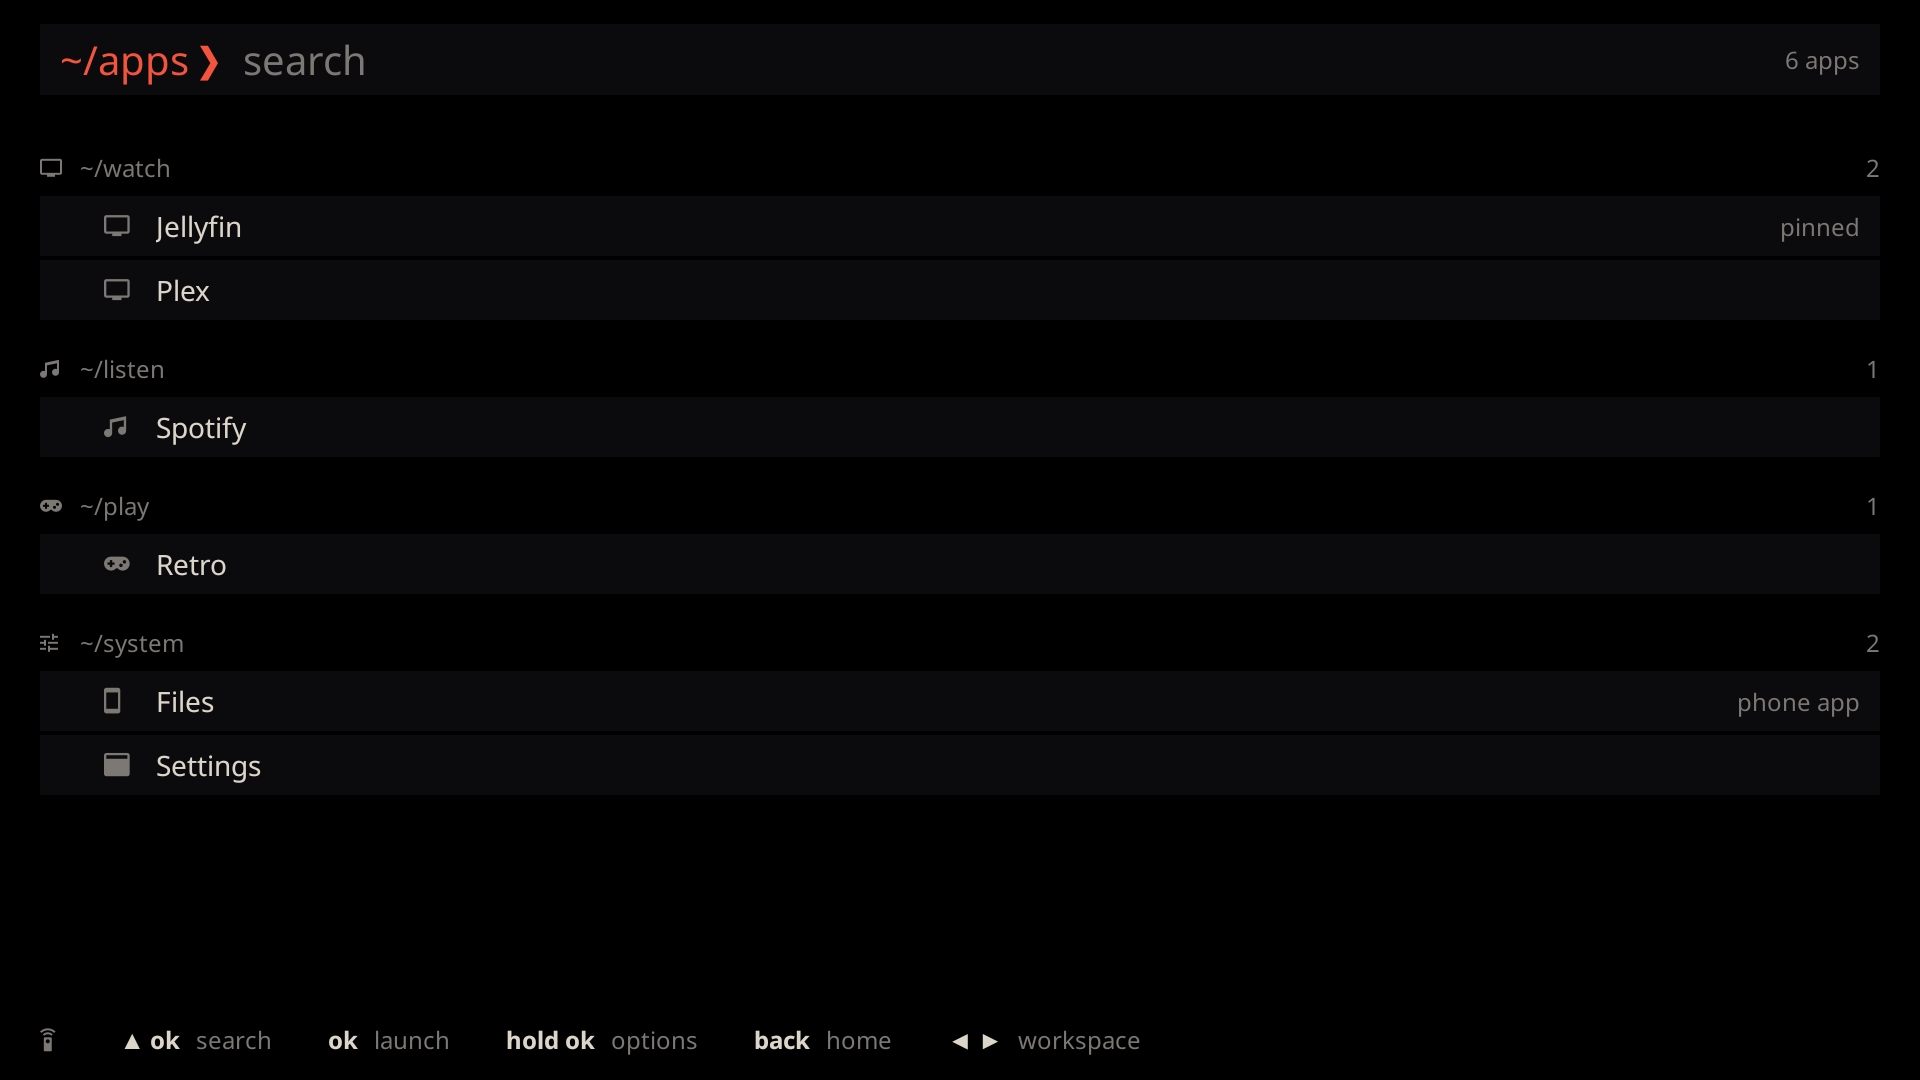 ~/apps ❯ search 6 apps
~/watch 2
Jellyfin pinned
Plex
~/listen 1
Spotify
~/play 1
Retro
~/system 2
Files phone app
Settings
▲ ok search ok launch hold ok options back home ◀ ▶ workspace